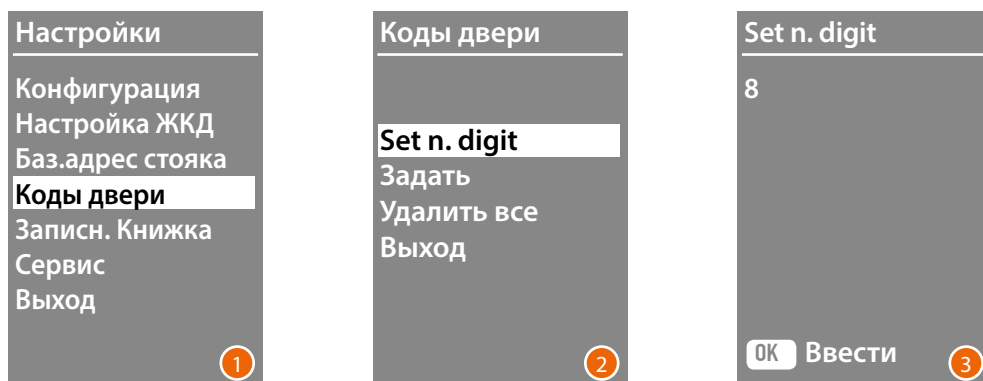 Настройки
Конфигурация
Настройка ЖКД
Баз.адрес стояка
Коды двери
Записн. Книжка
Сервис
Выход
1
Коды двери
Set n. digit
Задать
Удалить все
Выход
2
Set n. digit
8
OK Ввести
3